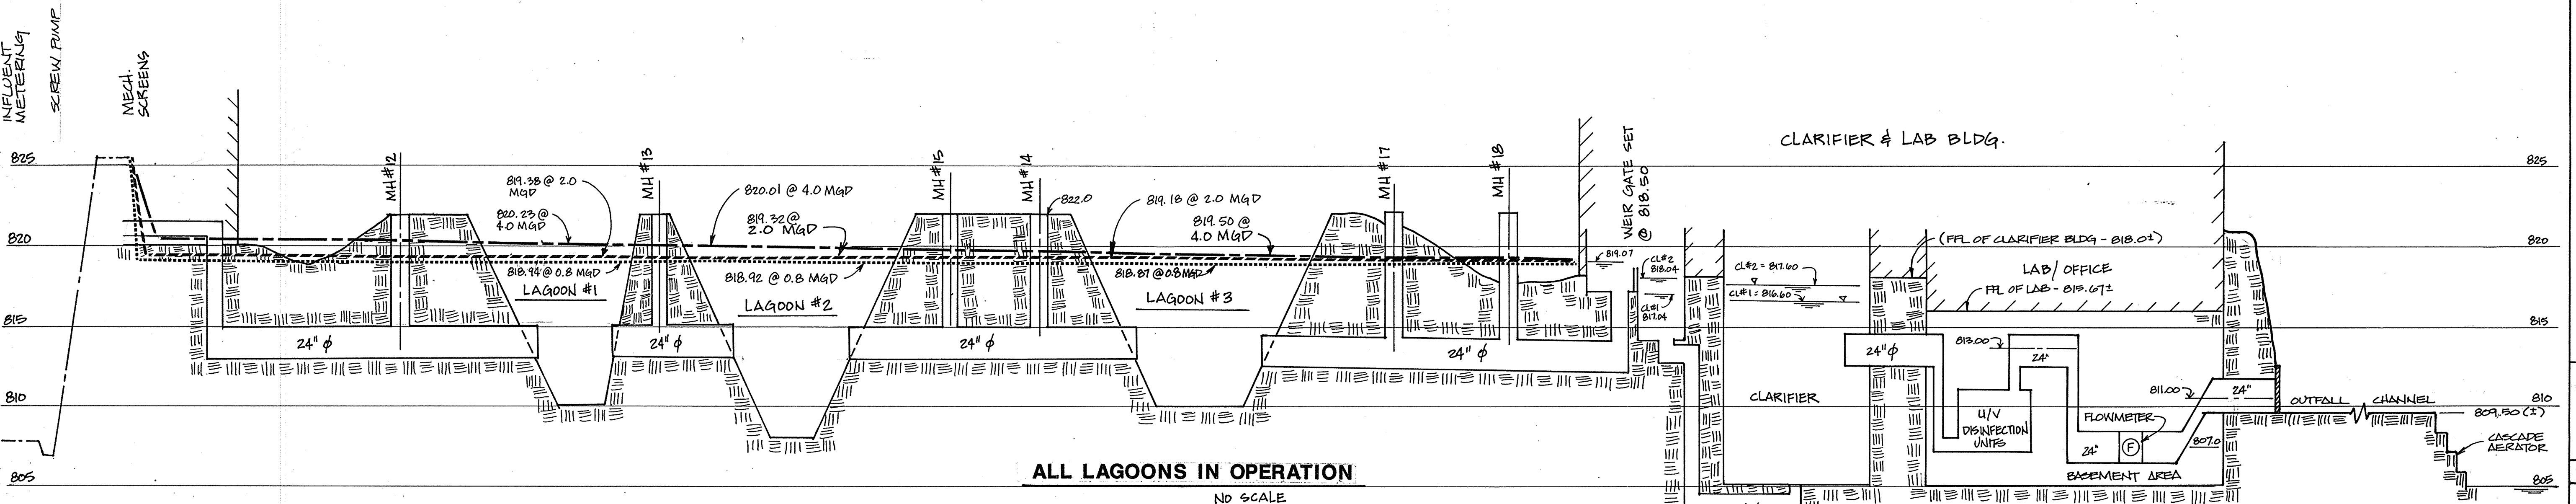 INFLUENT
METERING
SCREW PUMP
MECH.
SCREENS
825
820
815
810
805
MH #12
MH #13
MH #15
MH #14
MH #17
MH #18
819.38 @ 2.0
MGD
820.23 @
4.0 MGD
820.01 @ 4.0 MGD
819.32 @
2.0 MGD
822.0
819.18 @ 2.0 MGD
819.50 @
4.0 MGD
818.94 @ 0.8 MGD
LAGOON #1
818.92 @ 0.8 MGD
LAGOON #2
818.87 @ 0.8 MGD
LAGOON #3
24" φ
24" φ
24" φ
24" φ
WEIR GATE SET
@ 818.50
819.07
CL#2
818.04
CL#1
817.04
CL#2 = 817.60
CL#1 = 816.60
CLARIFIER & LAB BLDG.
(FFL OF CLARIFIER BLDG - 818.0±)
LAB/OFFICE
FFL OF LAB - 815.67±
24" φ
CLARIFIER
813.00
24"
U/V
DISINFECTION
UNITS
FLOWMETER
F
24"
811.00
24"
807.0
BASEMENT AREA
OUTFALL CHANNEL
809.50 (±)
CASCADE
AERATOR
825
820
815
810
805
ALL LAGOONS IN OPERATION
NO SCALE